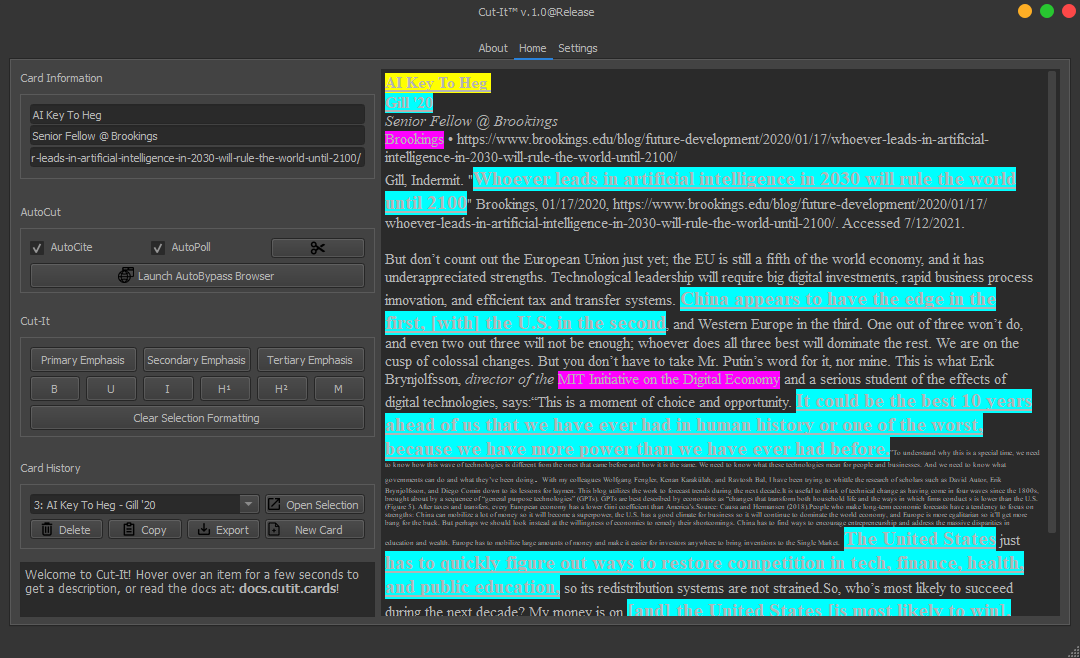 Cut-It™ v.1.0@Release
About Home Settings
Card Information
AI Key To Heg
Senior Fellow @ Brookings
r-leads-in-artificial-intelligence-in-2030-will-rule-the-world-until-2100/
AutoCut
AutoCite AutoPoll
Launch AutoBypass Browser
Cut-It
Primary Emphasis Secondary Emphasis Tertiary Emphasis
B U I H¹ H² M
Clear Selection Formatting
Card History
3: AI Key To Heg - Gill '20 Open Selection
Delete Copy Export New Card
Welcome to Cut-It! Hover over an item for a few seconds to
get a description, or read the docs at: docs.cutit.cards!
AI Key To Heg
Gill '20
Senior Fellow @ Brookings
Brookings • https://www.brookings.edu/blog/future-development/2020/01/17/whoever-leads-in-artificial-
intelligence-in-2030-will-rule-the-world-until-2100/
Gill, Indermit. "Whoever leads in artificial intelligence in 2030 will rule the world
until 2100" Brookings, 01/17/2020, https://www.brookings.edu/blog/future-development/2020/01/17/
whoever-leads-in-artificial-intelligence-in-2030-will-rule-the-world-until-2100/. Accessed 7/12/2021.
But don't count out the European Union just yet; the EU is still a fifth of the world economy, and it has
underappreciated strengths. Technological leadership will require big digital investments, rapid business process
innovation, and efficient tax and transfer systems. China appears to have the edge in the
first, [with] the U.S. in the second, and Western Europe in the third. One out of three won't do,
and even two out three will not be enough; whoever does all three best will dominate the rest. We are on the
cusp of colossal changes. But you don't have to take Mr. Putin's word for it, nor mine. This is what Erik
Brynjolfsson, director of the MIT Initiative on the Digital Economy and a serious student of the effects of
digital technologies, says:“This is a moment of choice and opportunity. It could be the best 10 years
ahead of us that we have ever had in human history or one of the worst,
because we have more power than we have ever had before.“To understand why this is a special time, we need
to know how this wave of technologies is different from the ones that came before and how it is the same. We need to know what these technologies mean for people and businesses. And we need to know what
governments can do and what they've been doing. With my colleagues Wolfgang Fengler, Kenan Karakülah, and Ravtosh Bal, I have been trying to whittle the research of scholars such as David Autor, Erik
Brynjolfsson, and Diego Comin down to its lessons for laymen. This blog utilizes the work to forecast trends during the next decade.It is useful to think of technical change as having come in four waves since the 1800s,
brought about by a sequence of “general purpose technologies” (GPTs). GPTs are best described by economists as “changes that transform both household life and the ways in which firms conduct s is lower than the U.S.
(Figure 5). After taxes and transfers, every European economy has a lower Gini coefficient than America's.Source: Causa and Hermansen (2018).People who make long-term economic forecasts have a tendency to focus on
strengths: China can mobilize a lot of money so it will become a superpower, the U.S. has a good climate for business so it will continue to dominate the world economy, and Europe is more egalitarian so it'll get more
bang for the buck. But perhaps we should look instead at the willingness of economies to remedy their shortcomings. China has to find ways to encourage entrepreneurship and address the massive disparities in
education and wealth. Europe has to mobilize large amounts of money and make it easier for investors anywhere to bring inventions to the Single Market. The United States just
has to quickly figure out ways to restore competition in tech, finance, health,
and public education, so its redistribution systems are not strained.So, who's most likely to succeed
during the next decade? My money is on [and] the United States [is most likely to win].